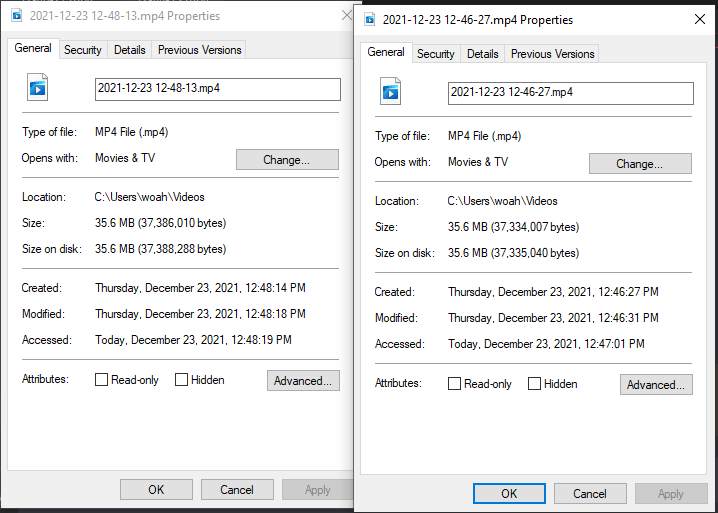 2021-12-23 12-48-13.mp4 Properties
General Security Details Previous Versions
2021-12-23 12-48-13.mp4
Type of file: MP4 File (.mp4)
Opens with: Movies & TV Change...
Location: C:\Users\woah\Videos
Size: 35.6 MB (37,386,010 bytes)
Size on disk: 35.6 MB (37,388,288 bytes)
Created: Thursday, December 23, 2021, 12:48:14 PM
Modified: Thursday, December 23, 2021, 12:48:18 PM
Accessed: Today, December 23, 2021, 12:48:19 PM
Attributes: Read-only Hidden Advanced...
OK Cancel Apply
2021-12-23 12-46-27.mp4 Properties
General Security Details Previous Versions
2021-12-23 12-46-27.mp4
Type of file: MP4 File (.mp4)
Opens with: Movies & TV Change...
Location: C:\Users\woah\Videos
Size: 35.6 MB (37,334,007 bytes)
Size on disk: 35.6 MB (37,335,040 bytes)
Created: Thursday, December 23, 2021, 12:46:27 PM
Modified: Thursday, December 23, 2021, 12:46:31 PM
Accessed: Today, December 23, 2021, 12:47:01 PM
Attributes: Read-only Hidden Advanced...
OK Cancel Apply